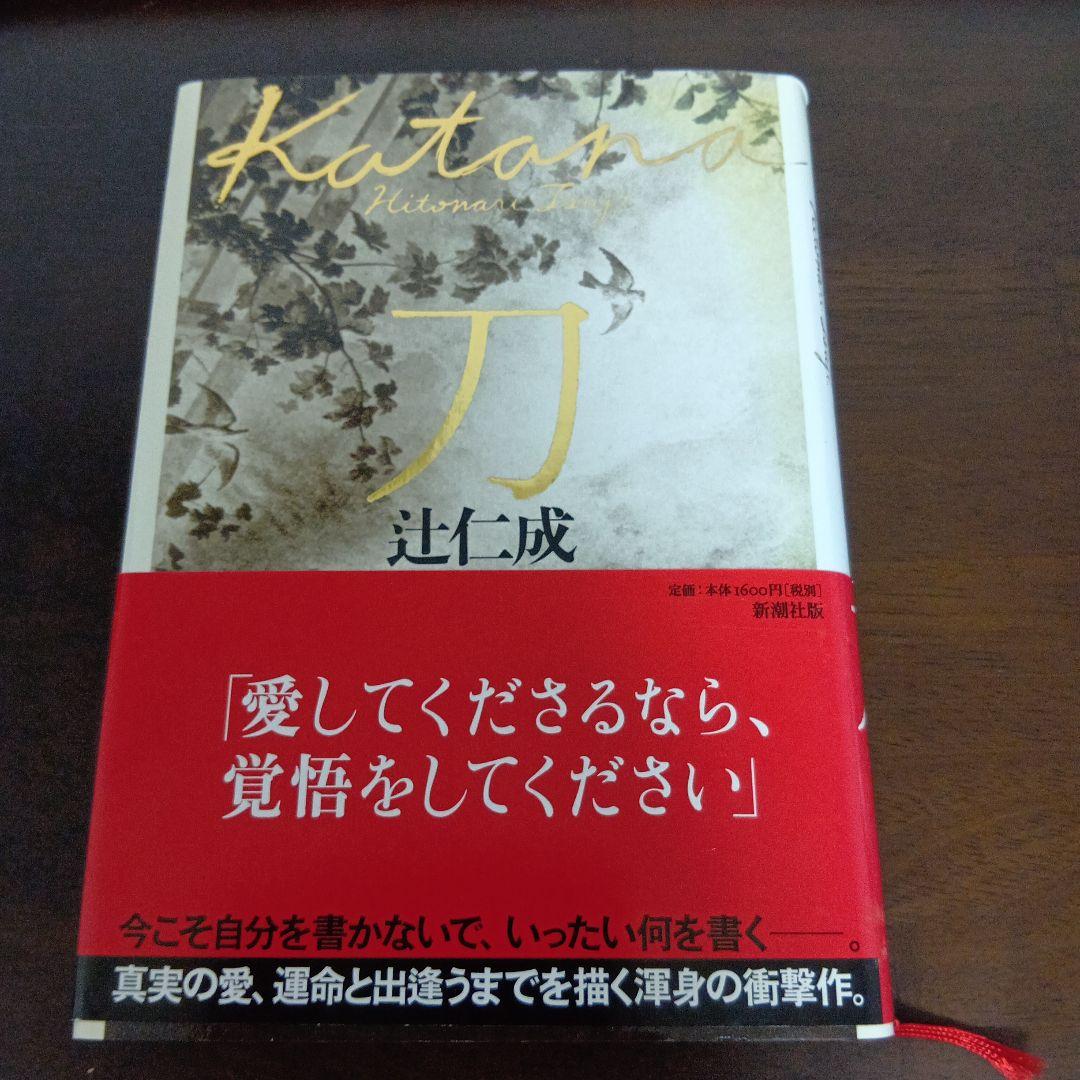 Katana
Hitonari Tsuji
刀
辻仁成
定価：本体1600円［税別］
新潮社版
「愛してくださるなら、
覚悟をしてください」
今こそ自分を書かないで、いったい何を書く――。
真実の愛、運命と出逢うまでを描く渾身の衝撃作。